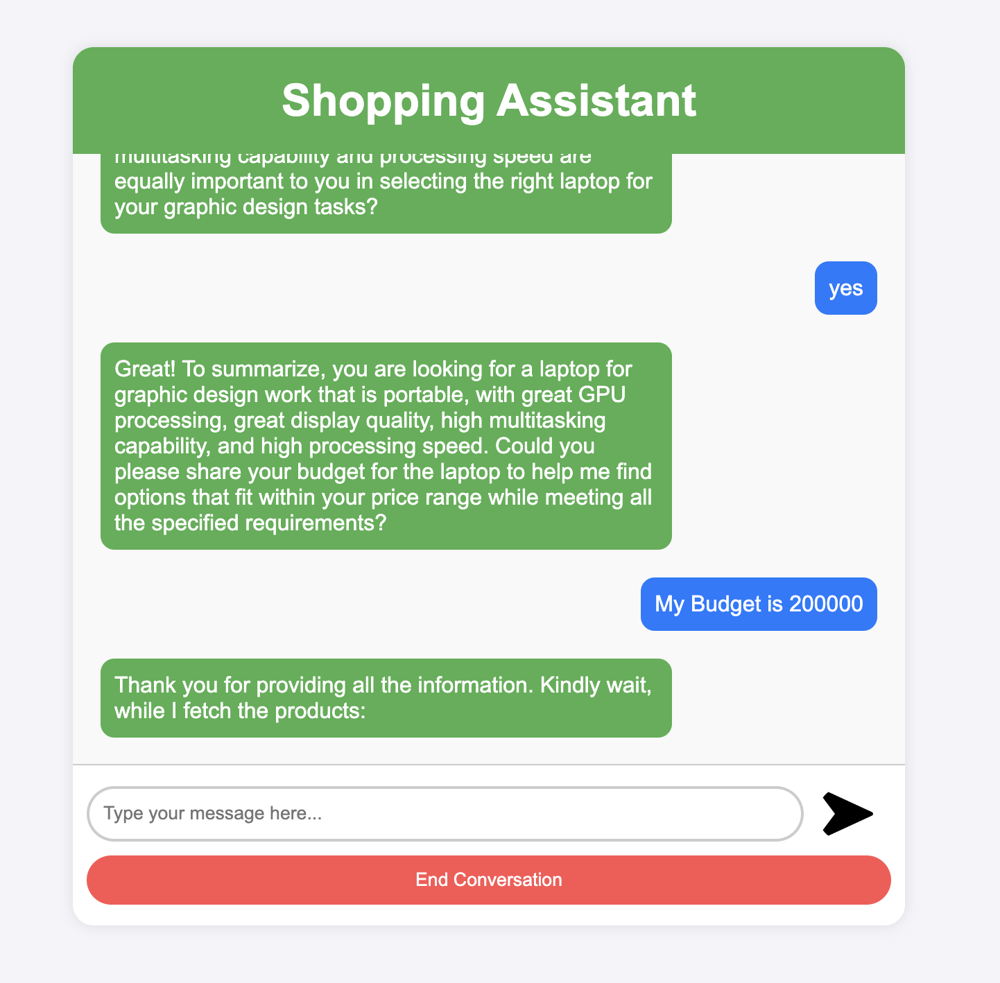 Shopping Assistant
multitasking capability and processing speed are
equally important to you in selecting the right laptop for
your graphic design tasks?
yes
Great! To summarize, you are looking for a laptop for
graphic design work that is portable, with great GPU
processing, great display quality, high multitasking
capability, and high processing speed. Could you
please share your budget for the laptop to help me find
options that fit within your price range while meeting all
the specified requirements?
My Budget is 200000
Thank you for providing all the information. Kindly wait,
while I fetch the products:
Type your message here...
End Conversation